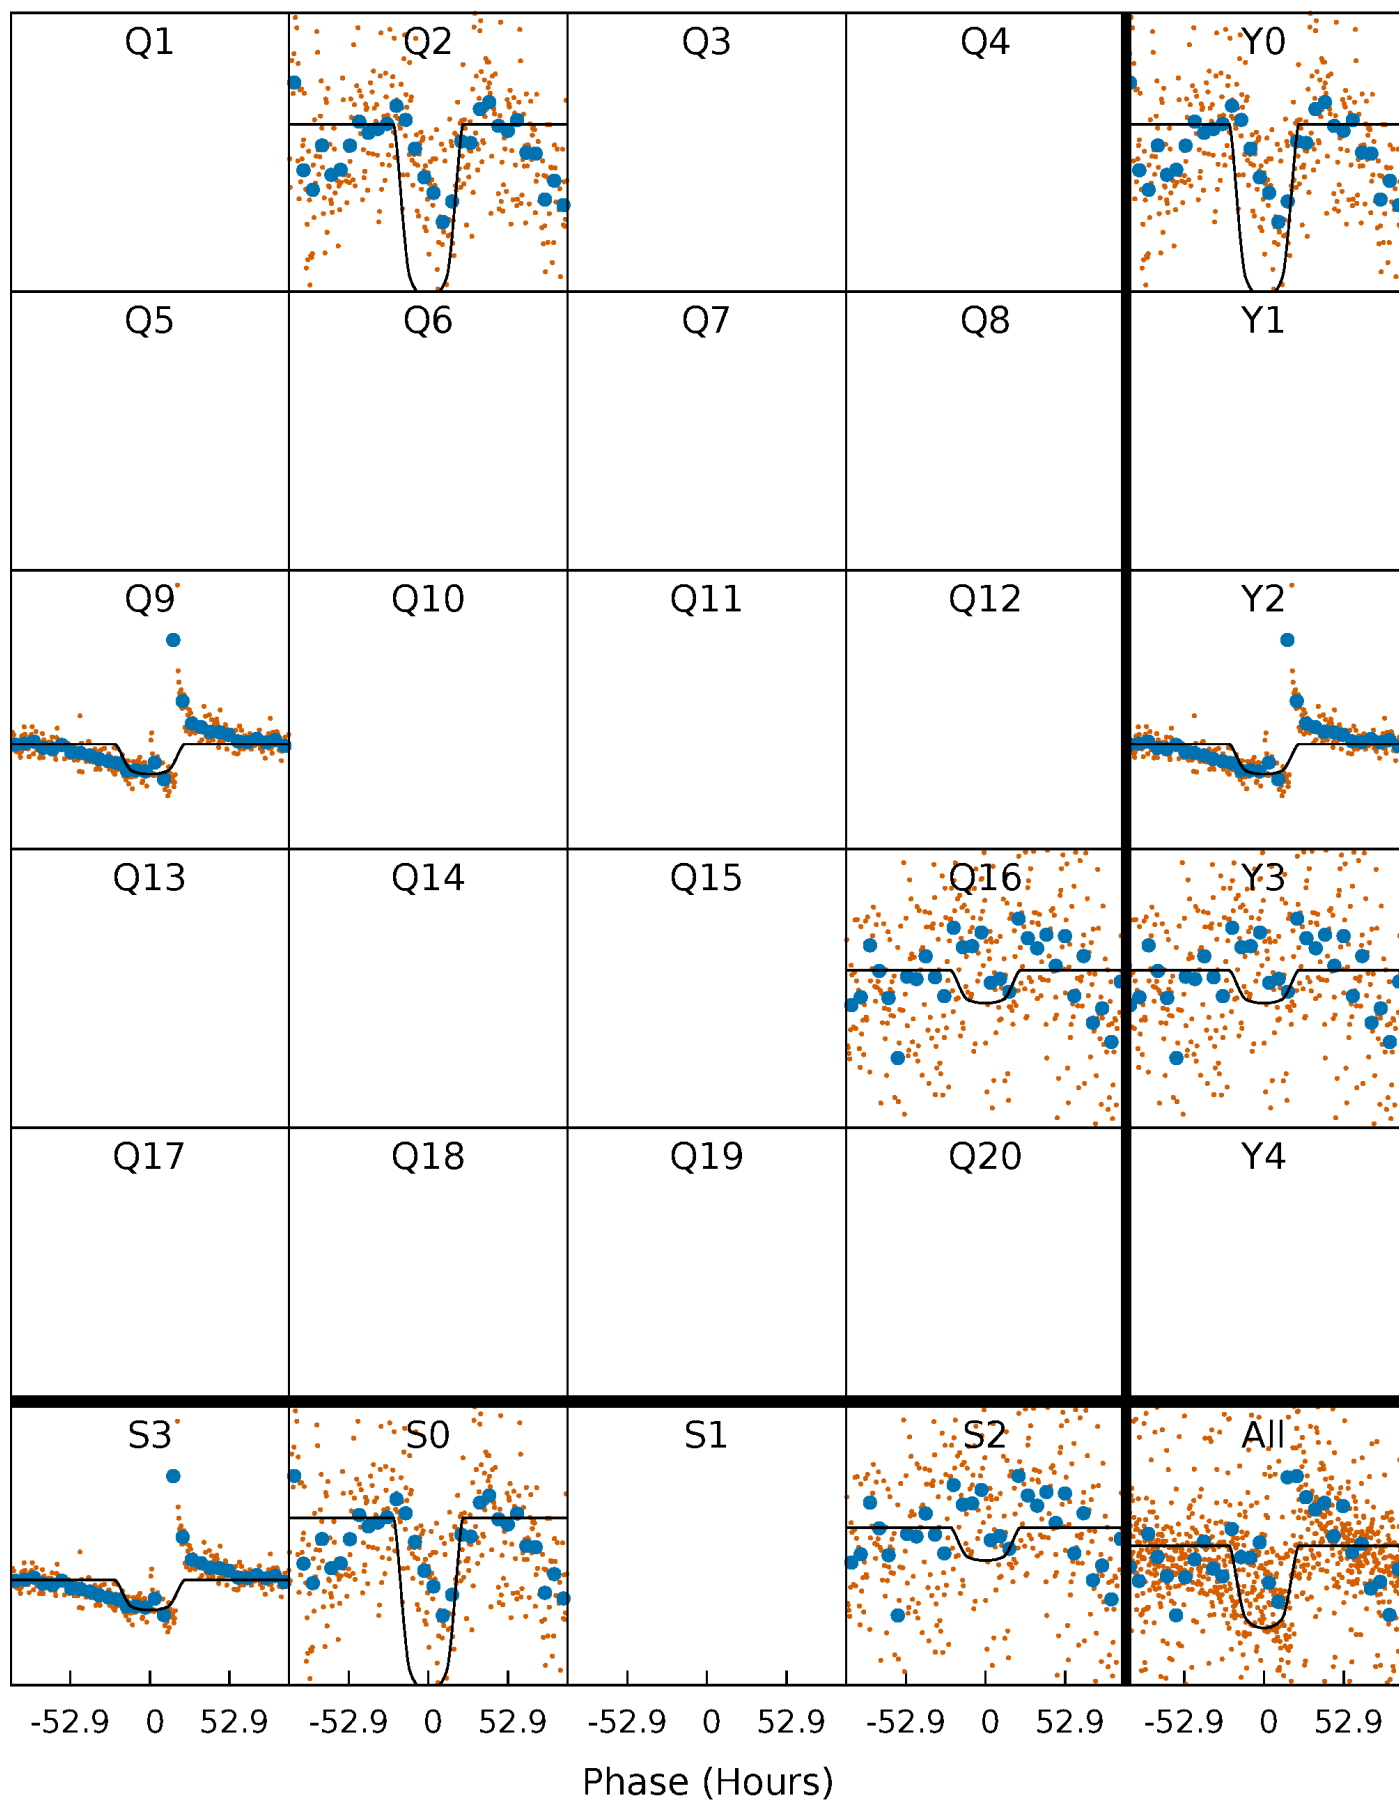 Q1 Q2 Q3 Q4 Y0
Q5 Q6 Q7 Q8 Y1
Q9 Q10 Q11 Q12 Y2
Q13 Q14 Q15 Q16 Y3
Q17 Q18 Q19 Q20 Y4
S3 S0 S1 S2 All
-52.9 0 52.9 -52.9 0 52.9 -52.9 0 52.9 -52.9 0 52.9 -52.9 0 52.9
Phase (Hours)